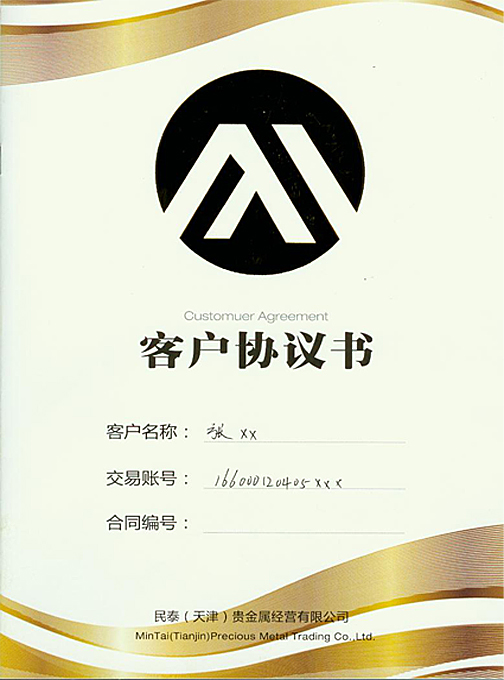 Customuer Agreement
客户协议书
客户名称：张 xx
交易账号：166000120405xxx
合同编号：
民泰（天津）贵金属经营有限公司
MinTai(Tianjin)Precious Metal Trading Co.,Ltd.